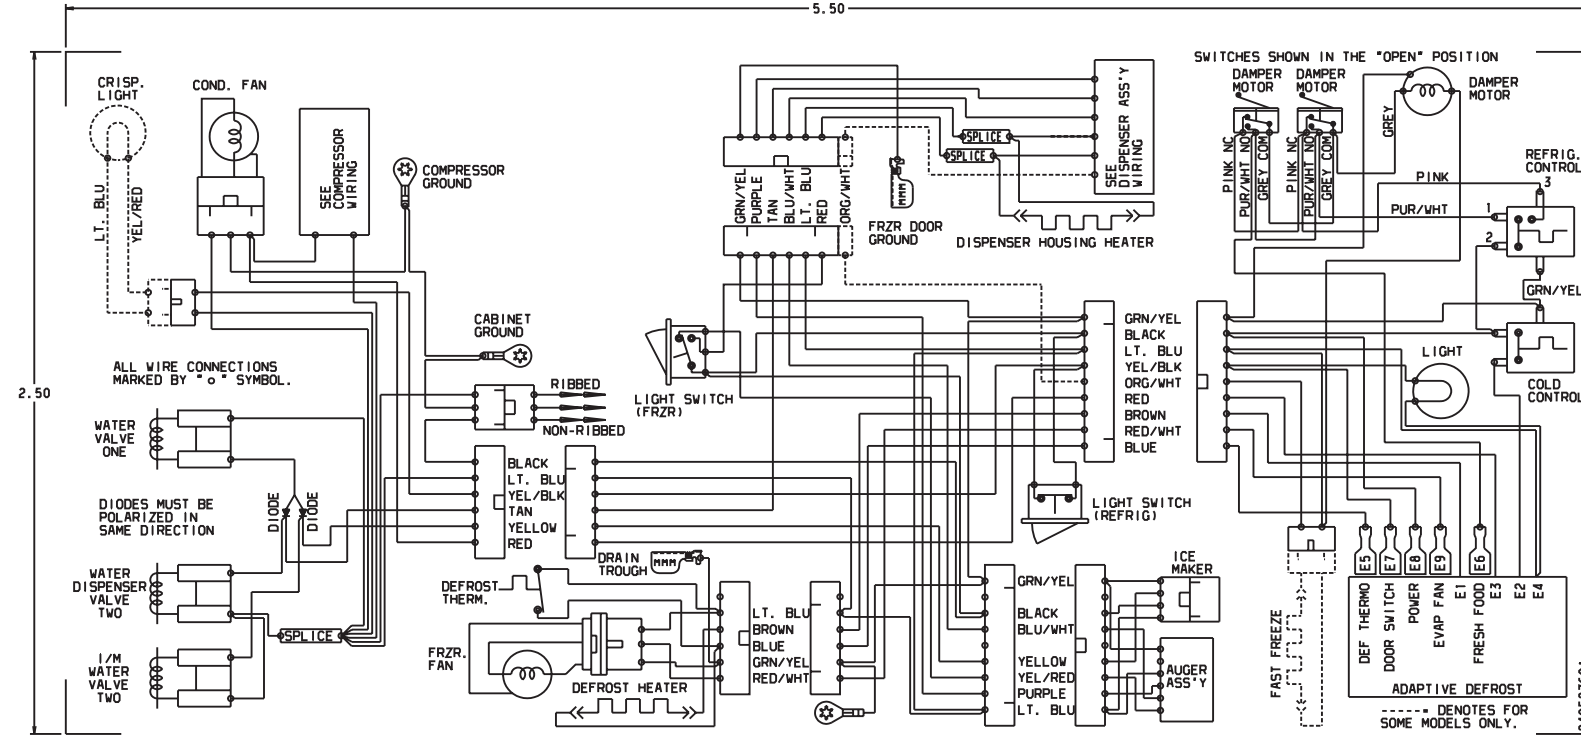 5.50
2.50
CRISP.
LIGHT
LT BLU
YEL/RED
COND. FAN
SEE
COMPRESSOR
WIRING
COMPRESSOR
GROUND
CABINET
GROUND
ALL WIRE CONNECTIONS
MARKED BY " o " SYMBOL.
WATER
VALVE
ONE
DIODES MUST BE
POLARIZED IN
SAME DIRECTION
DIODE
DIODE
WATER
DISPENSER
VALVE
TWO
SPLICE
I/M
WATER
VALVE
TWO
RIBBED
NON-RIBBED
BLACK
LT. BLU
YEL/BLK
TAN
YELLOW
RED
GRN/YEL
PURPLE
TAN
BLU/WHT
LT. BLU
RED
ORG/WHT
SPLICE
SPLICE
SEE
DISPENSER ASS'Y
WIRING
FRZR DOOR
GROUND
DISPENSER HOUSING HEATER
LIGHT SWITCH
(FRZR)
GRN/YEL
BLACK
LT. BLU
YEL/BLK
ORG/WHT
RED
BROWN
RED/WHT
BLUE
LIGHT SWITCH
(REFRIG)
DRAIN
TROUGH
DEFROST
THERM.
FRZR.
FAN
DEFROST HEATER
LT. BLU
BROWN
BLUE
GRN/YEL
RED/WHT
GRN/YEL
BLACK
BLU/WHT
YELLOW
YEL/RED
PURPLE
LT. BLU
ICE
MAKER
AUGER
ASS'Y
SWITCHES SHOWN IN THE "OPEN" POSITION
DAMPER
MOTOR
DAMPER
MOTOR
DAMPER
MOTOR
GREY
PINK NC
PUR/WHT NO
GREY COM
PINK NC
PUR/WHT NO
GREY COM
PINK
PUR/WHT
REFRIG.
CONTROL
3
1
2
GRN/YEL
COLD
CONTROL
LIGHT
FAST FREEZE
E5
E7
E8
E9
E1
E6
E3
E2
E4
DEF THERMO
DOOR SWITCH
POWER
EVAP FAN
FRESH FOOD
ADAPTIVE DEFROST
----- DENOTES FOR
SOME MODELS ONLY.